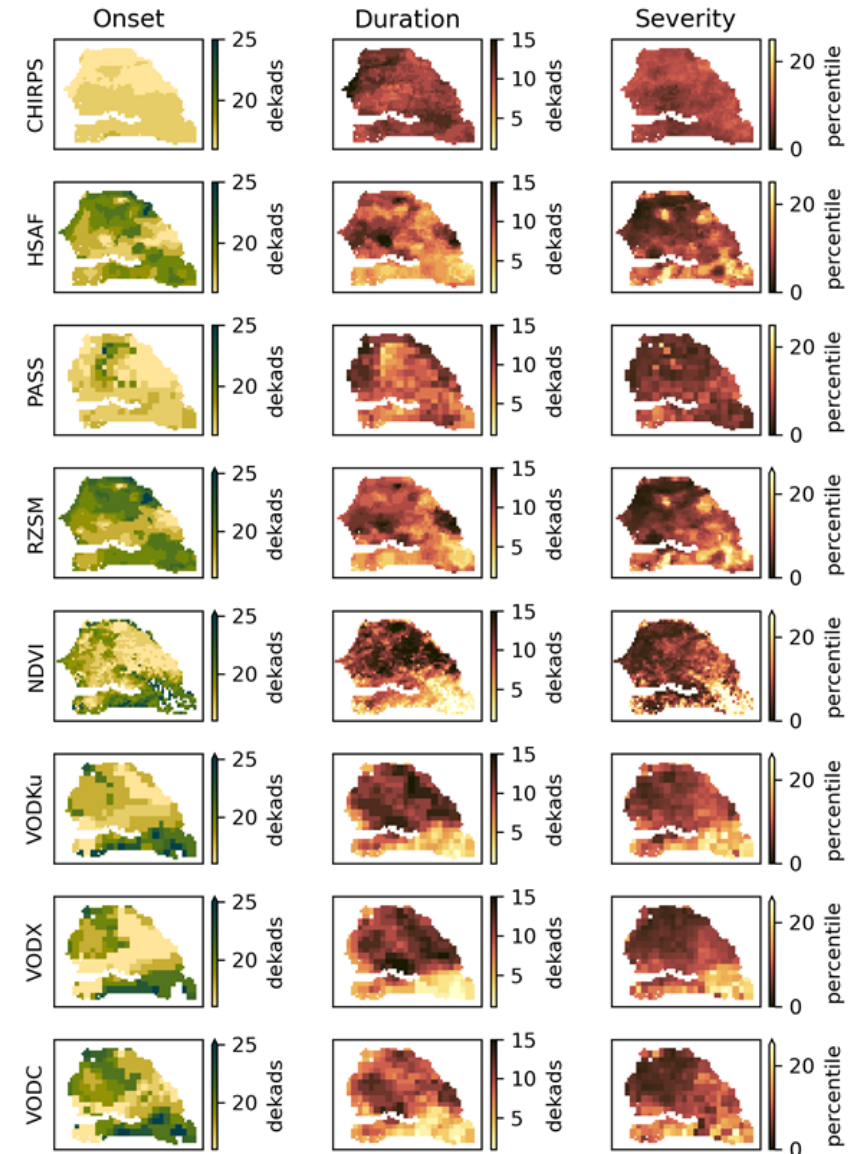 Onset Duration Severity
CHIRPS 25 20 dekads 15 10 5 dekads 20 0 percentile
HSAF 25 20 dekads 15 10 5 dekads 20 0 percentile
PASS 25 20 dekads 15 10 5 dekads 20 0 percentile
RZSM 25 20 dekads 15 10 5 dekads 20 0 percentile
NDVI 25 20 dekads 15 10 5 dekads 20 0 percentile
VODKu 25 20 dekads 15 10 5 dekads 20 0 percentile
VODX 25 20 dekads 15 10 5 dekads 20 0 percentile
VODC 25 20 dekads 15 10 5 dekads 20 0 percentile